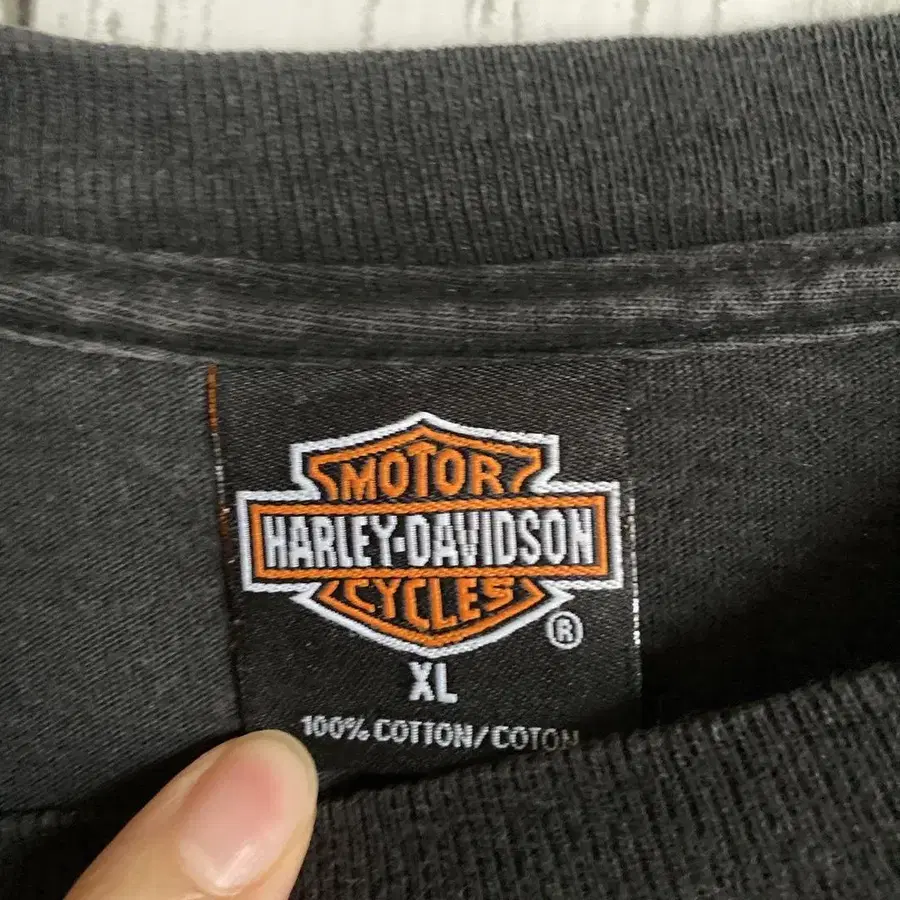 MOTOR
HARLEY-DAVIDSON
CYCLES
®
XL
100% COTTON/COTON